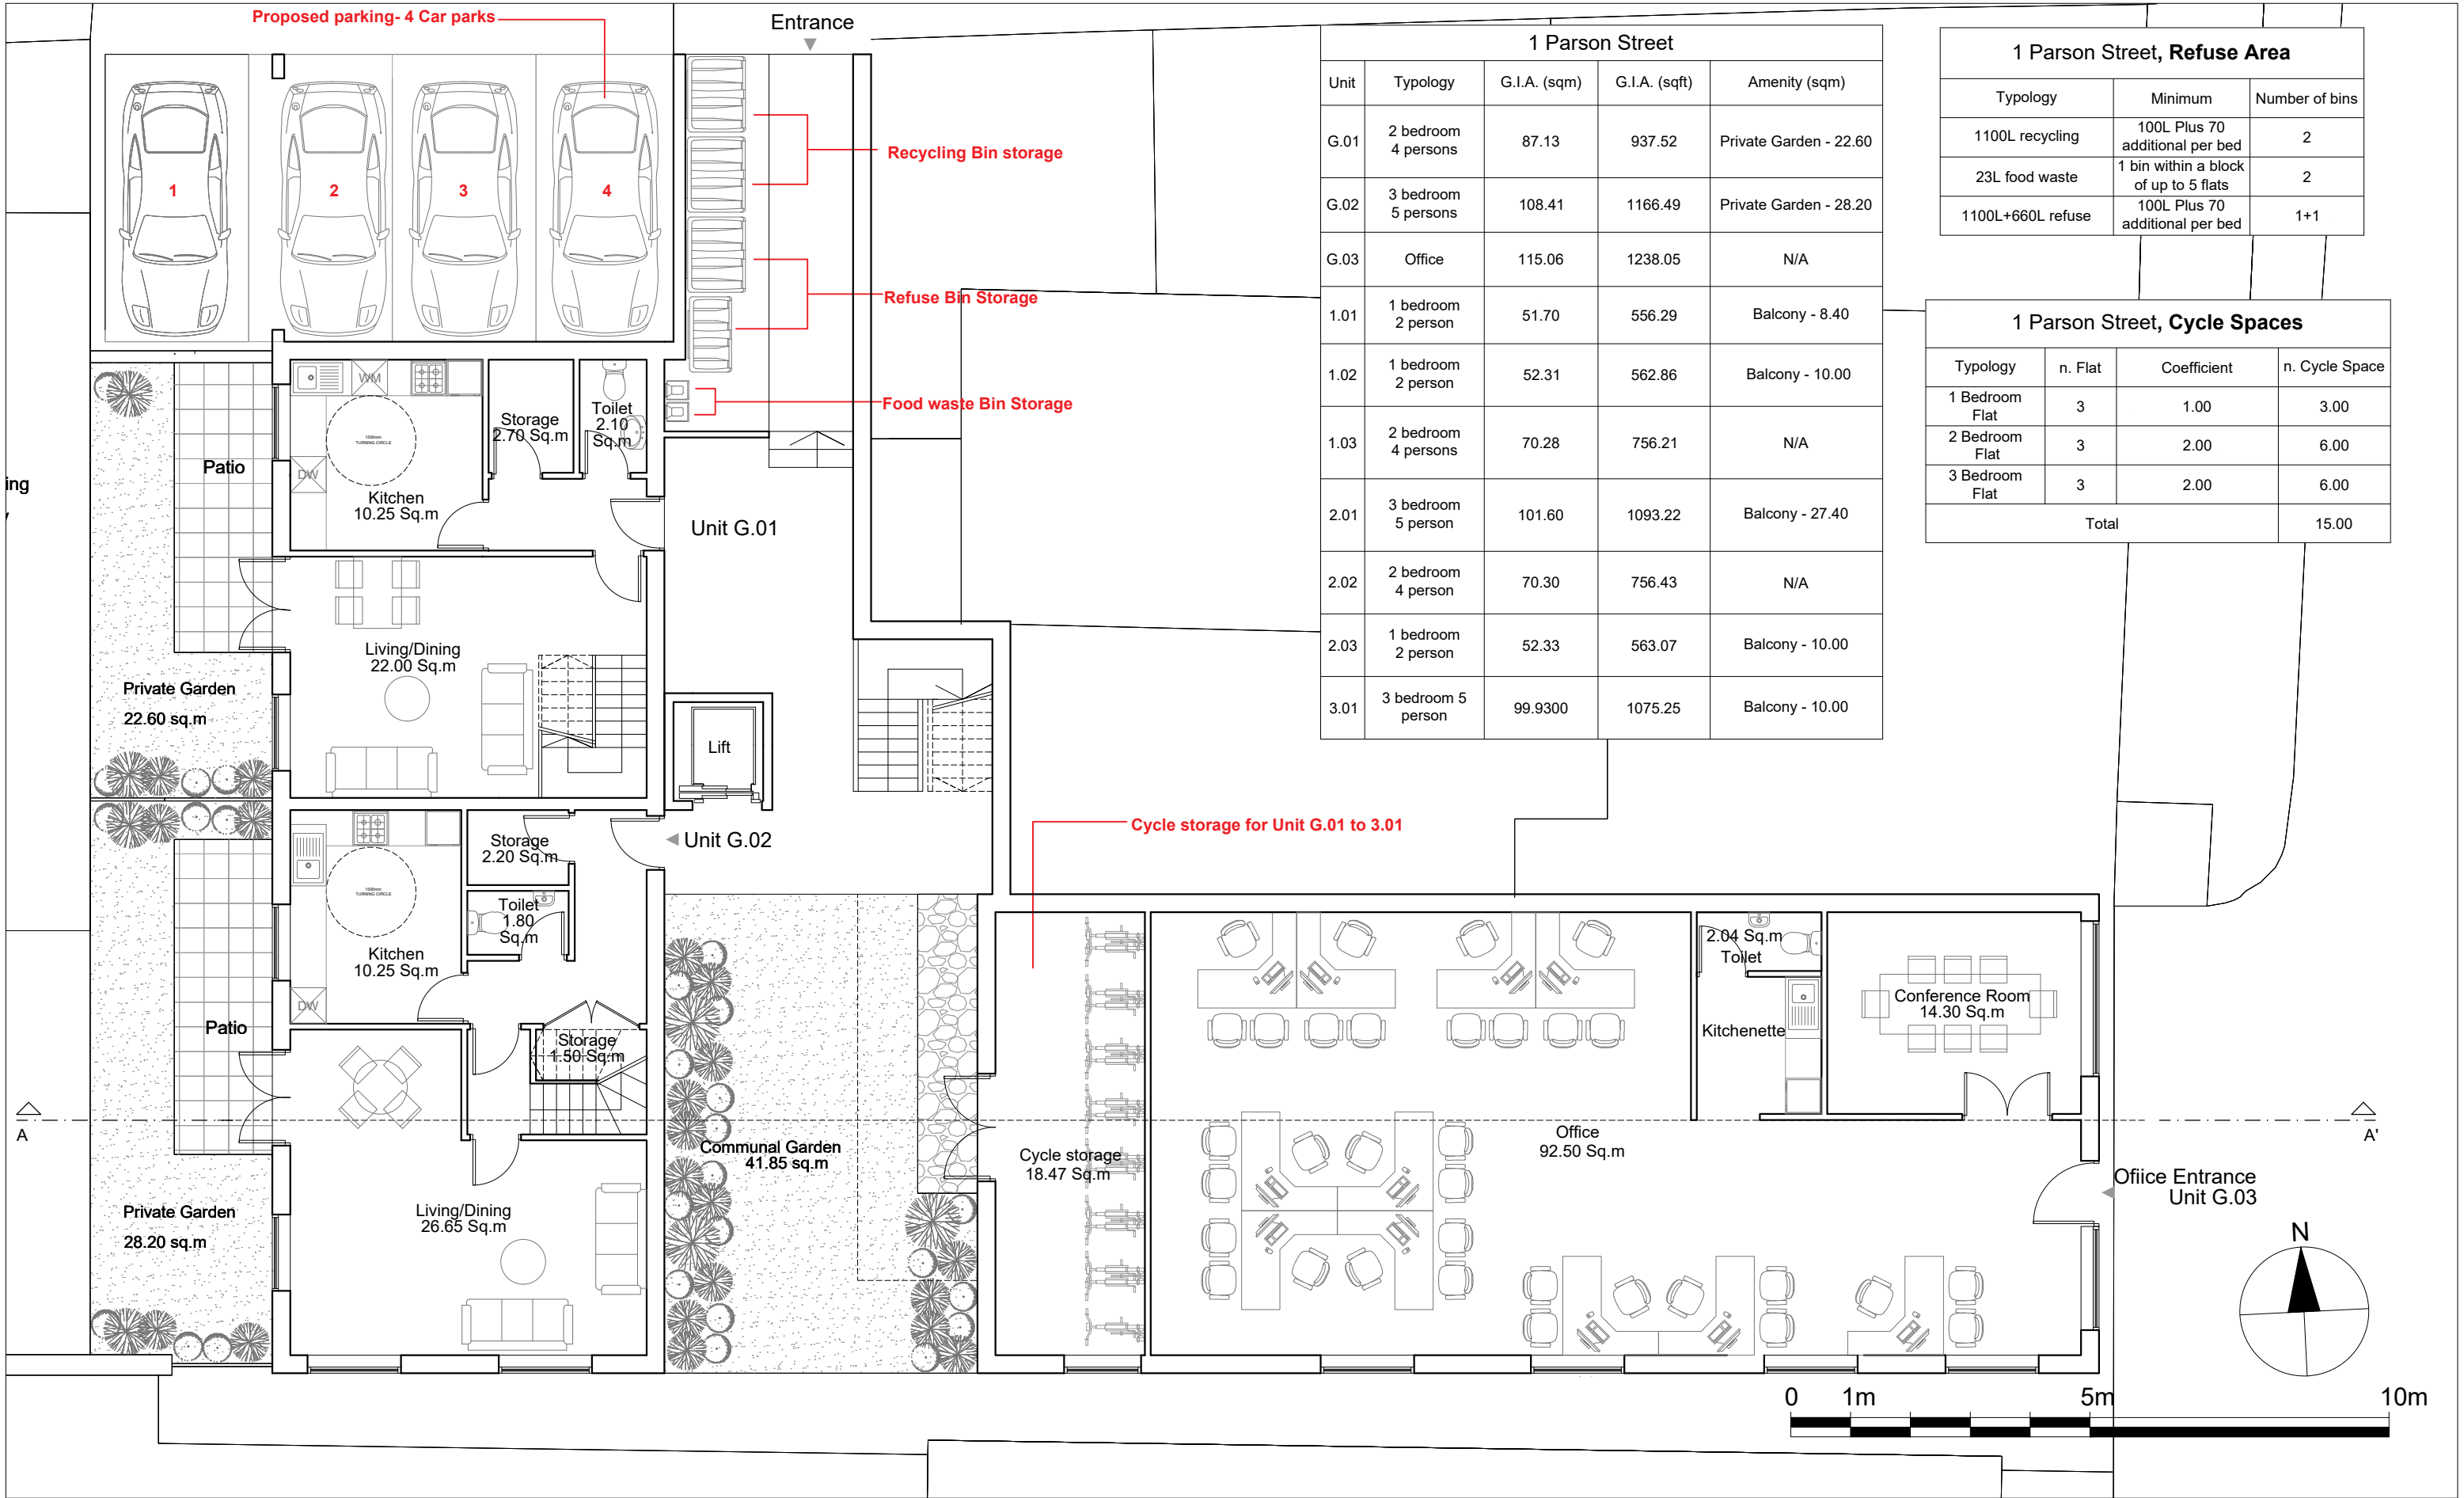 Proposed parking- 4 Car parks
Entrance
1
2
3
4
Recycling Bin storage
Refuse Bin Storage
Food waste Bin Storage
1 Parson Street
Unit Typology G.I.A. (sqm) G.I.A. (sqft) Amenity (sqm)
G.01 2 bedroom 4 persons 87.13 937.52 Private Garden - 22.60
G.02 3 bedroom 5 persons 108.41 1166.49 Private Garden - 28.20
G.03 Office 115.06 1238.05 N/A
1.01 1 bedroom 2 person 51.70 556.29 Balcony - 8.40
1.02 1 bedroom 2 person 52.31 562.86 Balcony - 10.00
1.03 2 bedroom 4 persons 70.28 756.21 N/A
2.01 3 bedroom 5 person 101.60 1093.22 Balcony - 27.40
2.02 2 bedroom 4 person 70.30 756.43 N/A
2.03 1 bedroom 2 person 52.33 563.07 Balcony - 10.00
3.01 3 bedroom 5 person 99.9300 1075.25 Balcony - 10.00
1 Parson Street, Refuse Area
Typology Minimum Number of bins
1100L recycling 100L Plus 70 additional per bed 2
23L food waste 1 bin within a block of up to 5 flats 2
1100L+660L refuse 100L Plus 70 additional per bed 1+1
1 Parson Street, Cycle Spaces
Typology n. Flat Coefficient n. Cycle Space
1 Bedroom Flat 3 1.00 3.00
2 Bedroom Flat 3 2.00 6.00
3 Bedroom Flat 3 2.00 6.00
Total 15.00
ing
WM
DW
1500mm
TURNING CIRCLE
Kitchen
10.25 Sq.m
Storage
2.70 Sq.m
Toilet
2.10
Sq.m
Patio
Unit G.01
Living/Dining
22.00 Sq.m
Private Garden
22.60 sq.m
Lift
Unit G.02
Storage
2.20 Sq.m
1500mm
TURNING CIRCLE
Toilet
1.80
Sq.m
Kitchen
10.25 Sq.m
DW
Patio
Storage
1.50 Sq.m
Living/Dining
26.65 Sq.m
Private Garden
28.20 sq.m
Communal Garden
41.85 sq.m
Cycle storage for Unit G.01 to 3.01
Cycle storage
18.47 Sq.m
Office
92.50 Sq.m
2.04 Sq.m
Toilet
Kitchenette
Conference Room
14.30 Sq.m
A
A'
Ofiice Entrance
Unit G.03
N
0 1m 5m 10m